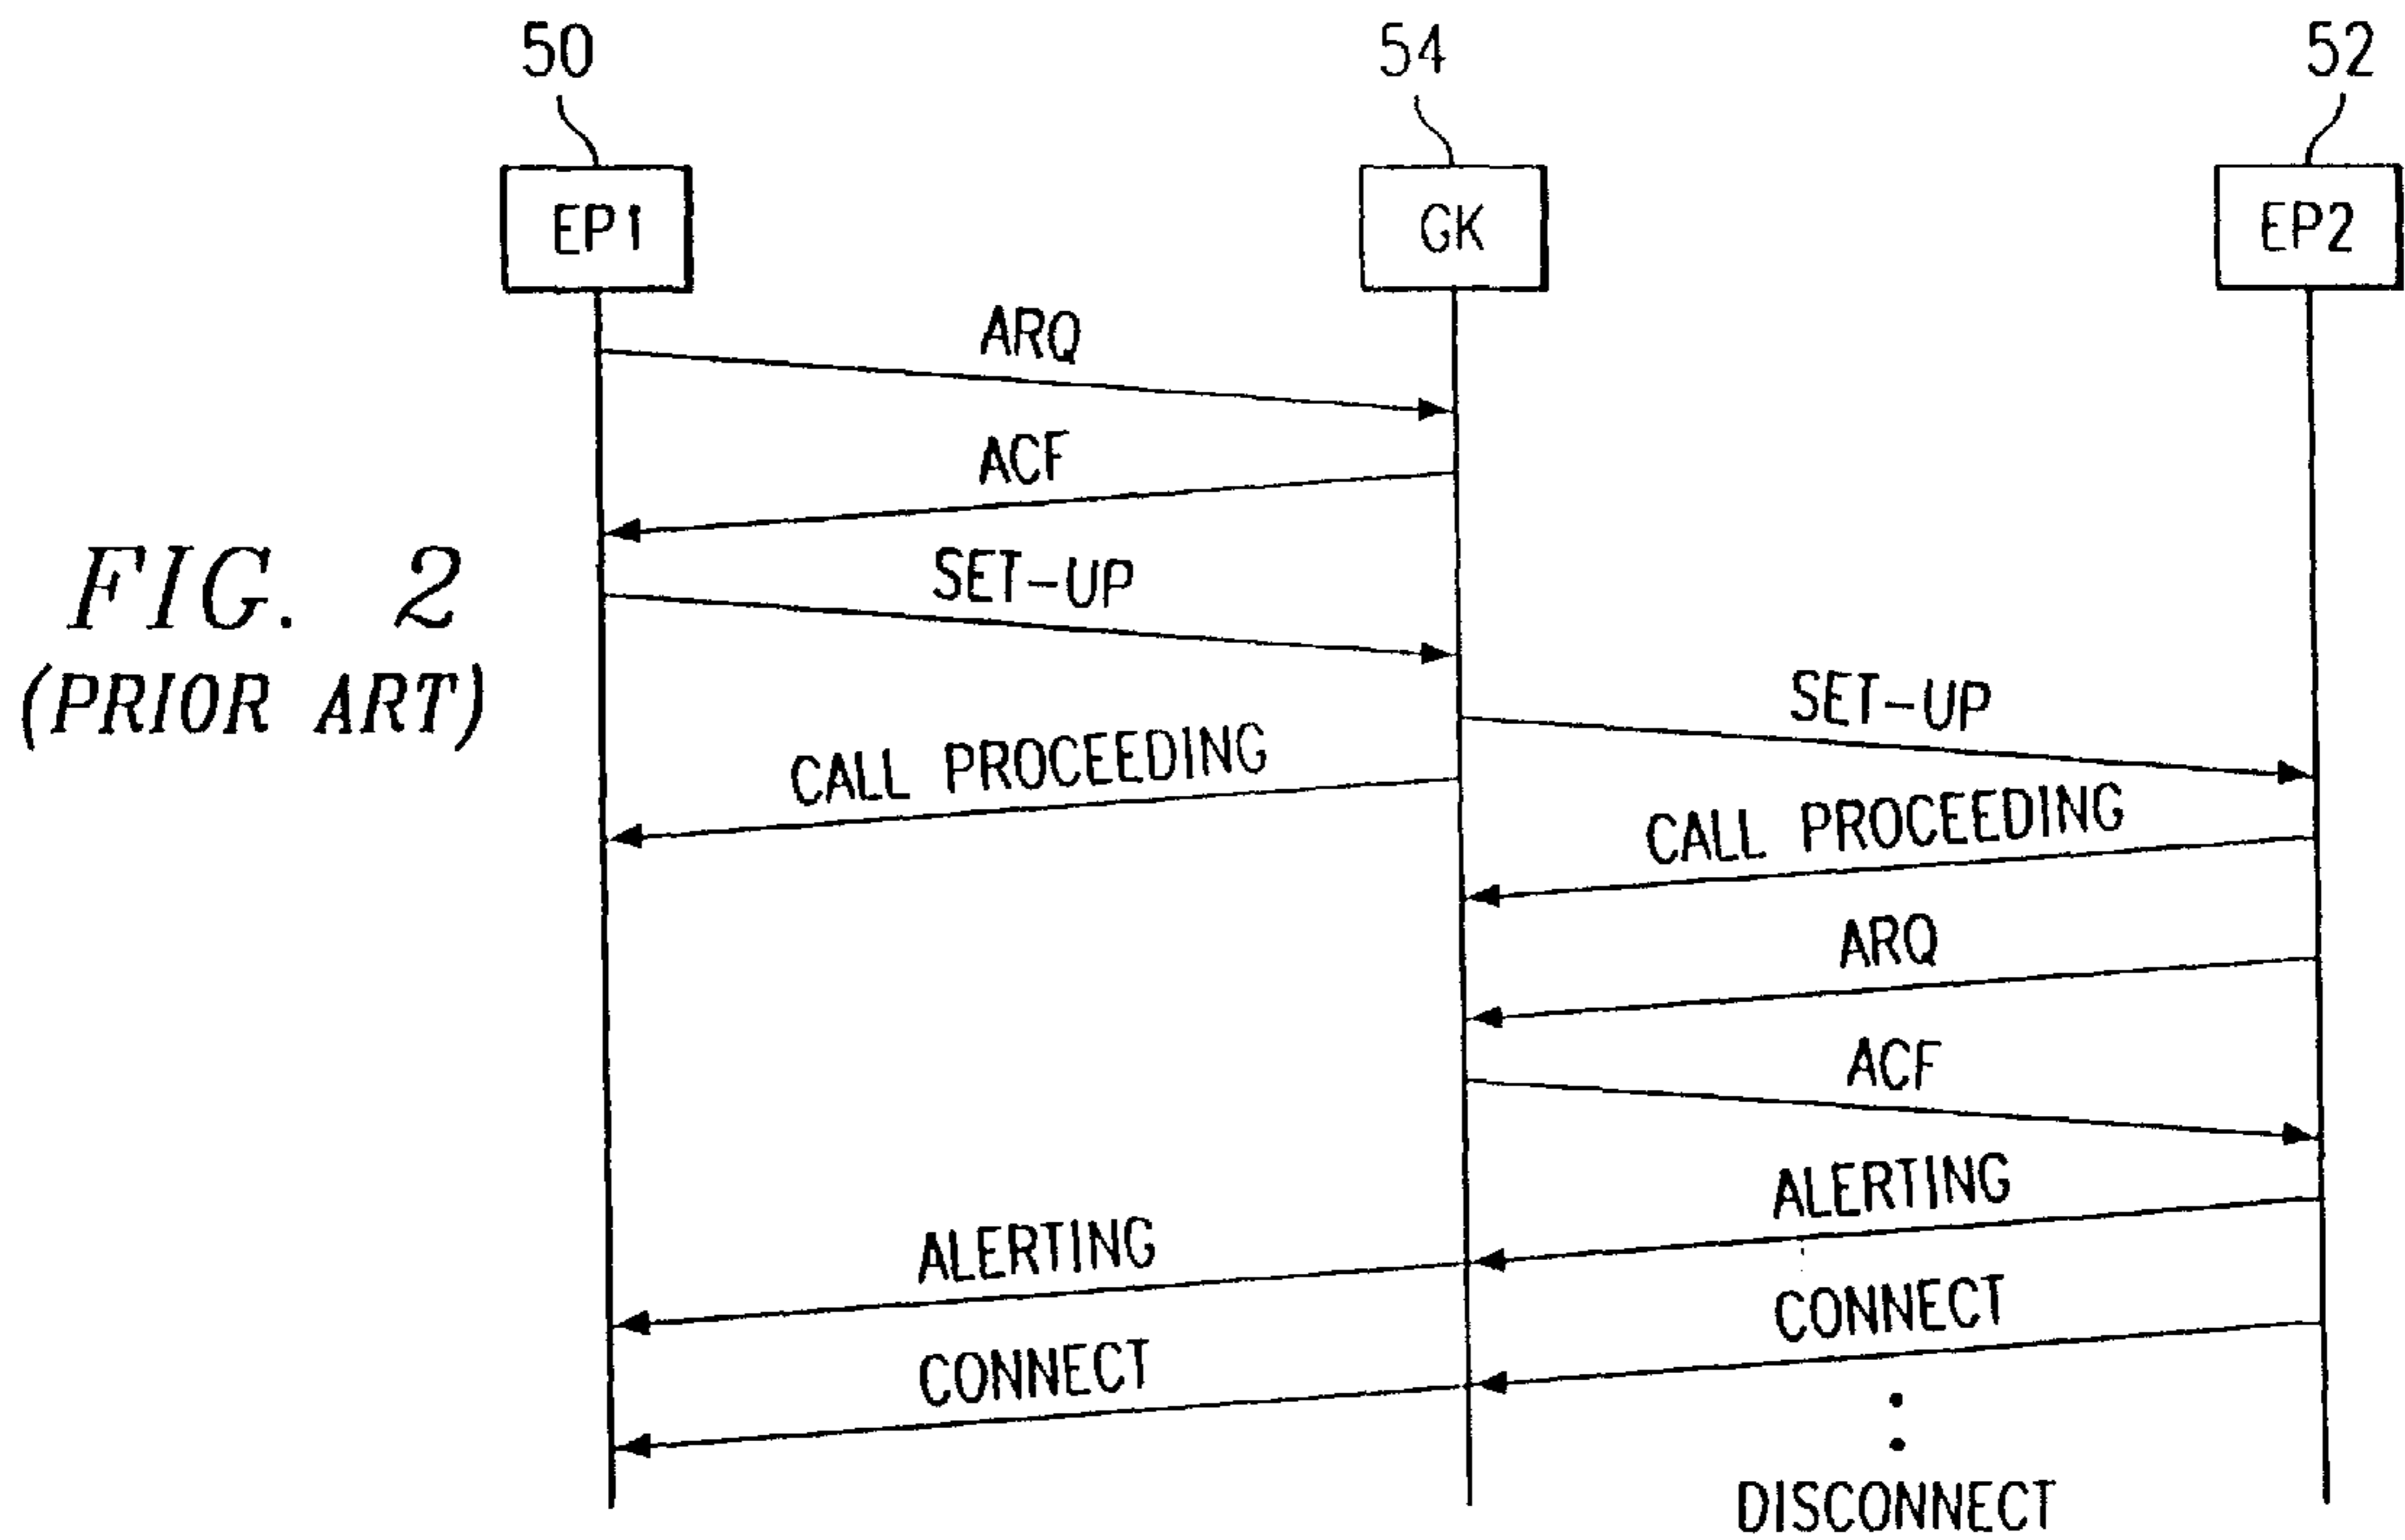 50
54
52
EP1
GK
EP2
ARQ
ACF
SET-UP
FIG. 2
(PRIOR ART)
SET-UP
CALL PROCEEDING
CALL PROCEEDING
ARQ
ACF
ALERTING
ALERTING
CONNECT
CONNECT
DISCONNECT